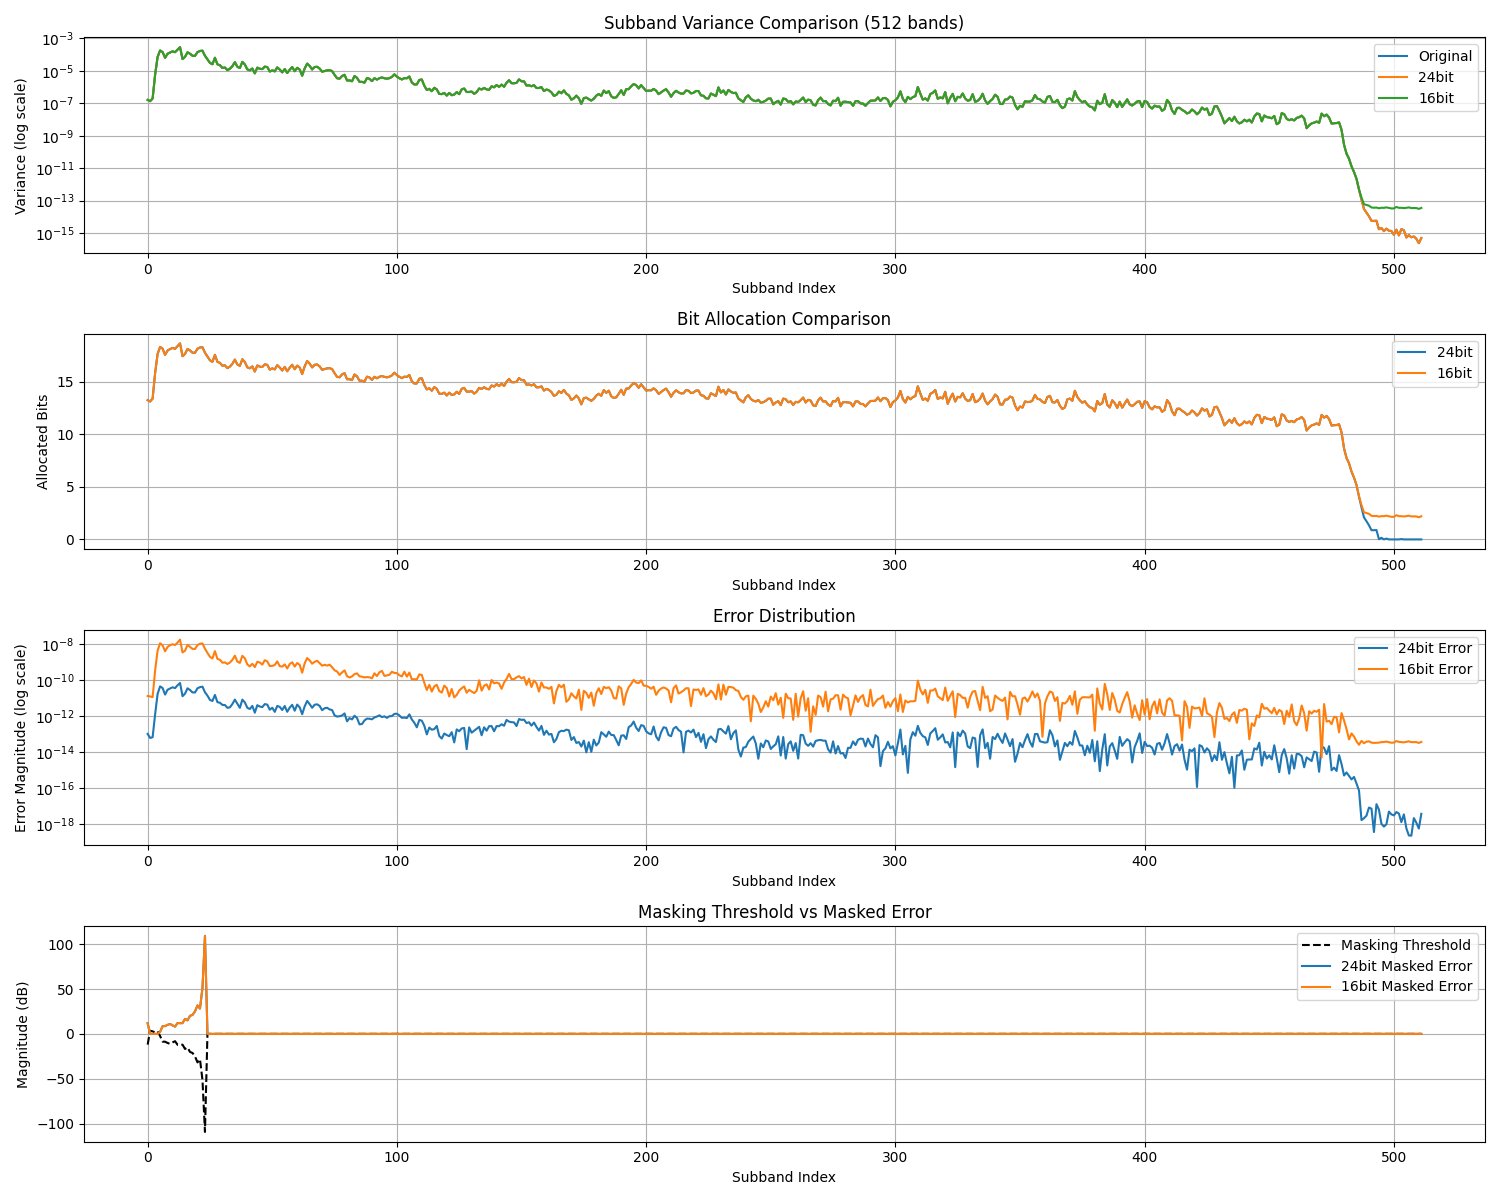 Subband Variance Comparison (512 bands)
Variance (log scale)
10⁻³
10⁻⁵
10⁻⁷
10⁻⁹
10⁻¹¹
10⁻¹³
10⁻¹⁵
Original
24bit
16bit
0 100 200 300 400 500
Subband Index
Bit Allocation Comparison
Allocated Bits
15
10
5
0
24bit
16bit
0 100 200 300 400 500
Subband Index
Error Distribution
Error Magnitude (log scale)
10⁻⁸
10⁻¹⁰
10⁻¹²
10⁻¹⁴
10⁻¹⁶
10⁻¹⁸
24bit Error
16bit Error
0 100 200 300 400 500
Subband Index
Masking Threshold vs Masked Error
Magnitude (dB)
100
50
0
−50
−100
Masking Threshold
24bit Masked Error
16bit Masked Error
0 100 200 300 400 500
Subband Index